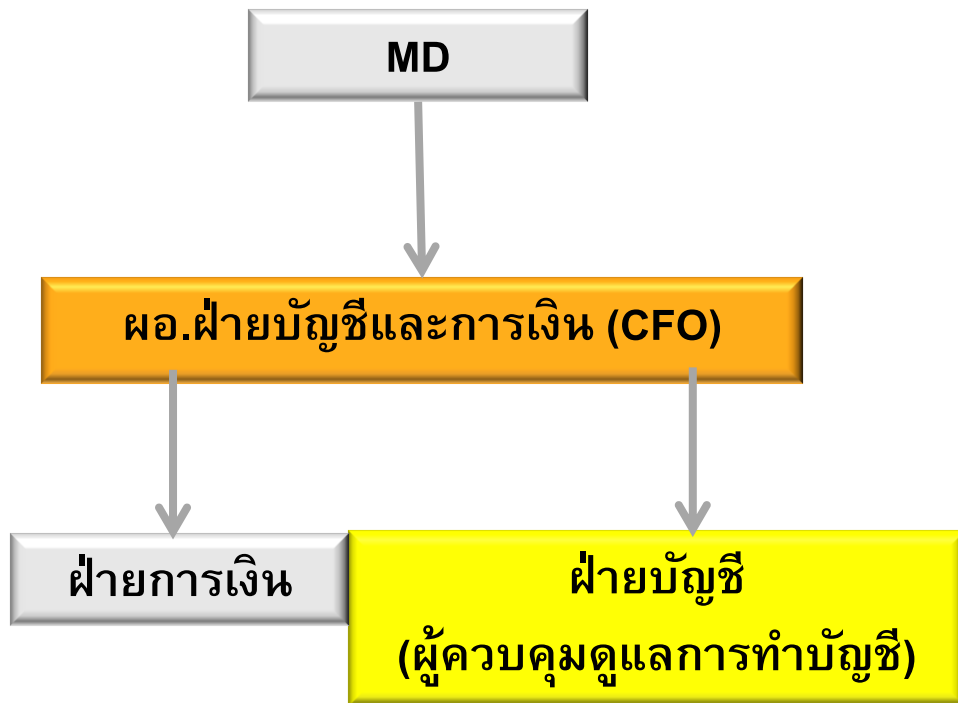 MD
ผอ.ฝ่ายบัญชีและการเงิน (CFO)
ฝ่ายการเงิน
ฝ่ายบัญชี
(ผู้ควบคุมดูแลการทำบัญชี)